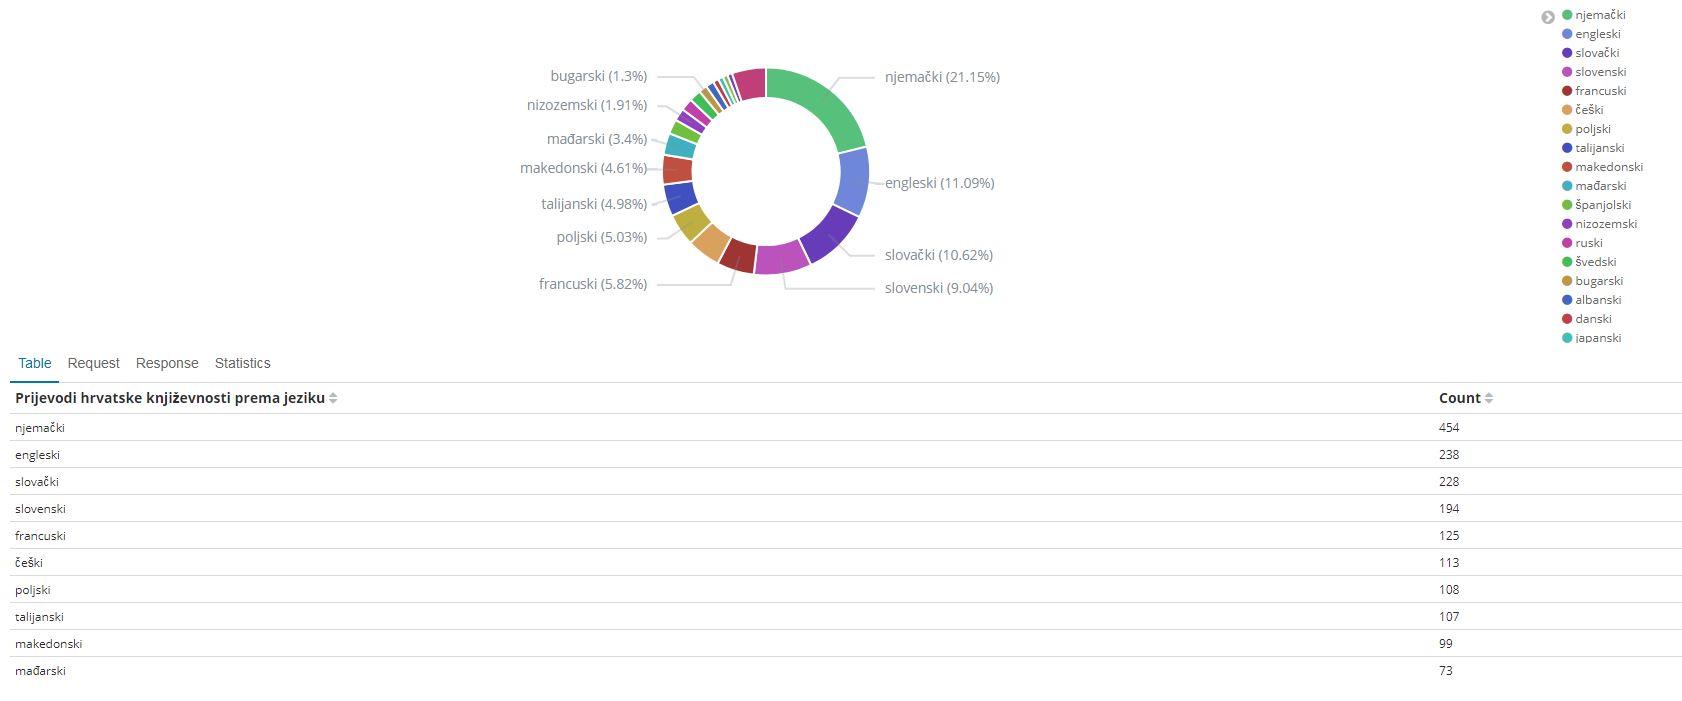 bugarski (1.3%)
nizozemski (1.91%)
mađarski (3.4%)
makedonski (4.61%)
talijanski (4.98%)
poljski (5.03%)
francuski (5.82%)
njemački (21.15%)
engleski (11.09%)
slovački (10.62%)
slovenski (9.04%)
njemački
engleski
slovački
slovenski
francuski
češki
poljski
talijanski
makedonski
mađarski
španjolski
nizozemski
ruski
švedski
bugarski
albanski
danski
japanski
Table Request Response Statistics
Prijevodi hrvatske književnosti prema jeziku Count
njemački 454
engleski 238
slovački 228
slovenski 194
francuski 125
češki 113
poljski 108
talijanski 107
makedonski 99
mađarski 73